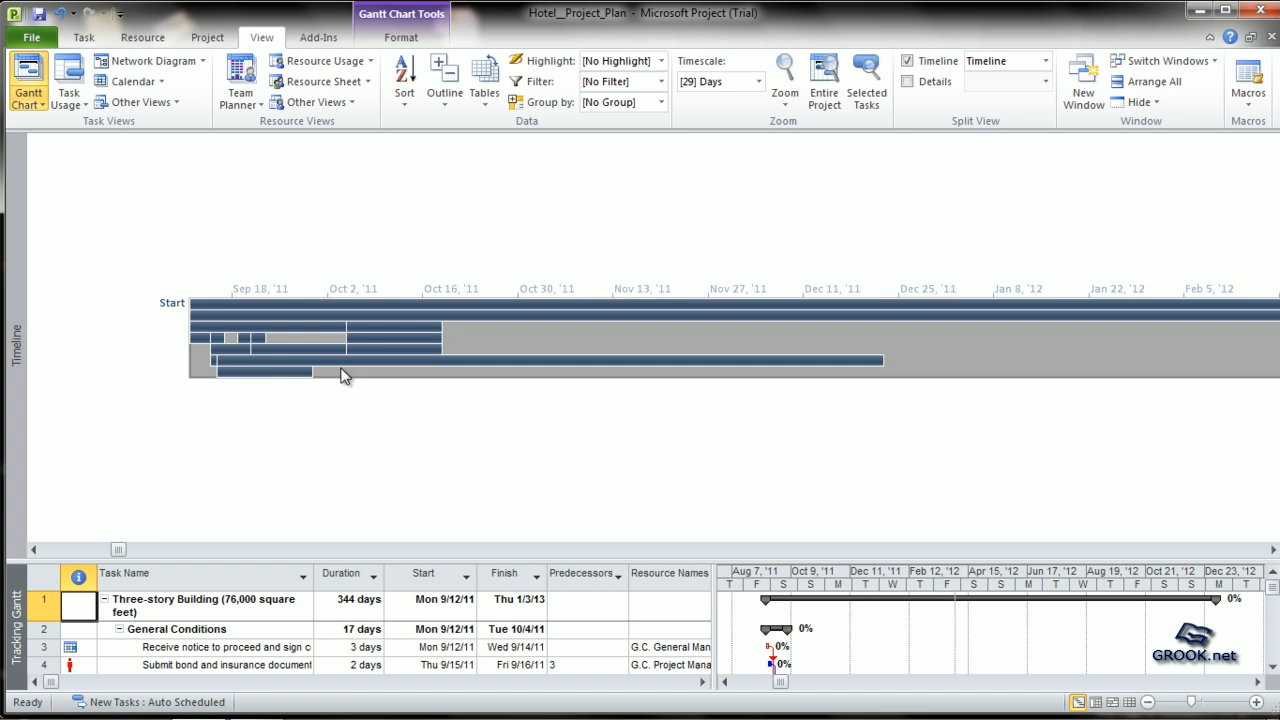 Hotel__Project_Plan - Microsoft Project (Trial)
Gantt Chart Tools
File Task Resource Project View Add-Ins Format
Gantt Chart
Task Usage
Network Diagram
Calendar
Other Views
Task Views
Team Planner
Resource Usage
Resource Sheet
Other Views
Resource Views
Sort
Outline
Tables
Highlight: [No Highlight]
Filter: [No Filter]
Group by: [No Group]
Data
Timescale:
[29] Days
Zoom
Entire Project
Selected Tasks
Zoom
Timeline Timeline
Details
Split View
New Window
Switch Windows
Arrange All
Hide
Window
Macros
Macros
Timeline
Sep 18, '11 Oct 2, '11 Oct 16, '11 Oct 30, '11 Nov 13, '11 Nov 27, '11 Dec 11, '11 Dec 25, '11 Jan 8, '12 Jan 22, '12 Feb 5, '12
Start
Tracking Gantt
Task Name Duration Start Finish Predecessors Resource Names
Aug 7, '11 Oct 9, '11 Dec 11, '11 Feb 12, '12 Apr 15, '12 Jun 17, '12 Aug 19, '12 Oct 21, '12 Dec 23, '12
T F S S M T W T F S S M T W T F S S M T
1 Three-story Building (76,000 square feet) 344 days Mon 9/12/11 Thu 1/3/13 0%
2 General Conditions 17 days Mon 9/12/11 Tue 10/4/11 0%
3 Receive notice to proceed and sign c 3 days Mon 9/12/11 Wed 9/14/11 G.C. General Man 0%
4 Submit bond and insurance document 2 days Thu 9/15/11 Fri 9/16/11 3 G.C. Project Mana 0%
GROOK.net
Ready New Tasks : Auto Scheduled